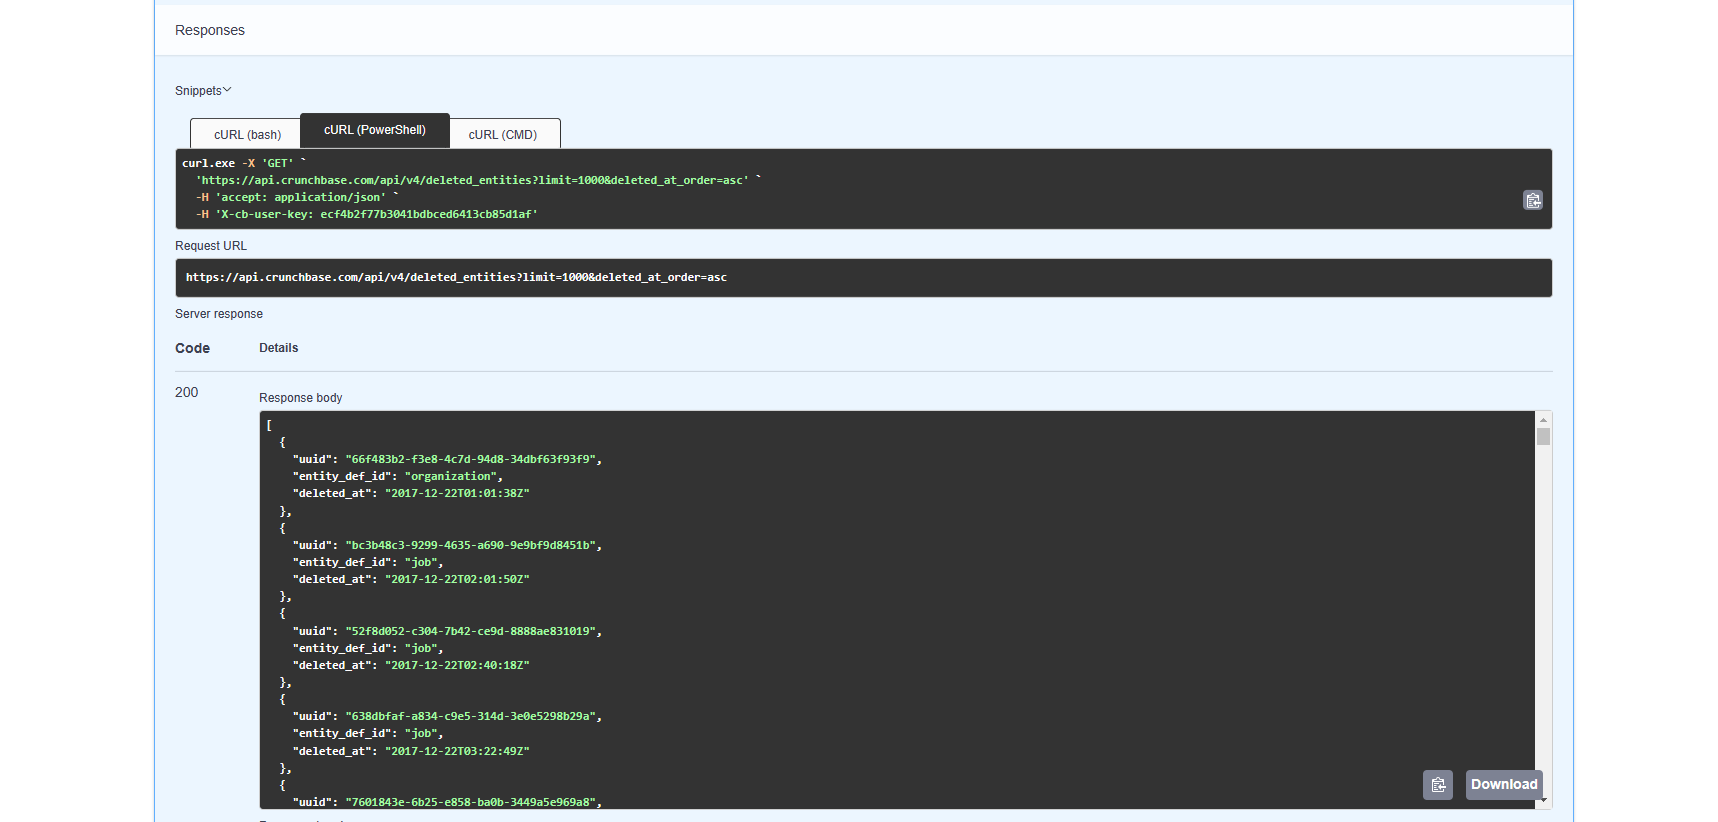 Responses
Snippets
cURL (bash)
cURL (PowerShell)
cURL (CMD)
curl.exe -X 'GET' `
'https://api.crunchbase.com/api/v4/deleted_entities?limit=1000&deleted_at_order=asc' `
-H 'accept: application/json' `
-H 'X-cb-user-key: ecf4b2f77b3041bdbced6413cb85d1af'
Request URL
https://api.crunchbase.com/api/v4/deleted_entities?limit=1000&deleted_at_order=asc
Server response
Code Details
200
Response body
[
{
"uuid": "66f483b2-f3e8-4c7d-94d8-34dbf63f93f9",
"entity_def_id": "organization",
"deleted_at": "2017-12-22T01:01:38Z"
},
{
"uuid": "bc3b48c3-9299-4635-a690-9e9bf9d8451b",
"entity_def_id": "job",
"deleted_at": "2017-12-22T02:01:50Z"
},
{
"uuid": "52f8d052-c304-7b42-ce9d-8888ae831019",
"entity_def_id": "job",
"deleted_at": "2017-12-22T02:40:18Z"
},
{
"uuid": "638dbfaf-a834-c9e5-314d-3e0e5298b29a",
"entity_def_id": "job",
"deleted_at": "2017-12-22T03:22:49Z"
},
{
"uuid": "7601843e-6b25-e858-ba0b-3449a5e969a8",
Download